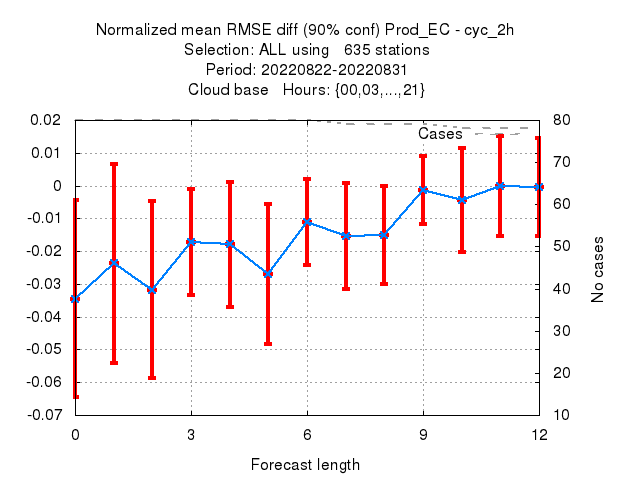 Normalized mean RMSE diff (90% conf) Prod_EC - cyc_2h
Selection: ALL using   635 stations
Period: 20220822-20220831
Cloud base   Hours: {00,03,...,21}
0.02
0.01
0
-0.01
-0.02
-0.03
-0.04
-0.05
-0.06
-0.07
Cases
80
70
60
50
40
30
20
10
No cases
0 3 6 9 12
Forecast length